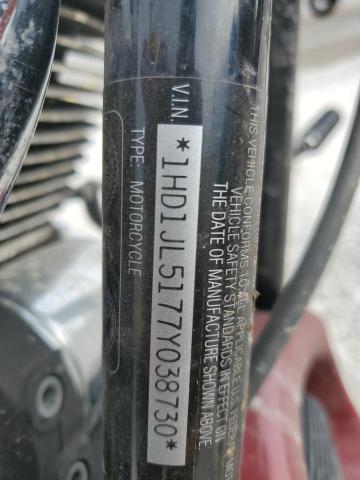 THIS VEHICLE CONFORMS TO ALL APPLICABLE U.S. FEDER
VEHICLE SAFETY STANDARDS IN EFFECT ON
THE DATE OF MANUFACTURE SHOWN ABOVE.
V.I.N.
*1HD1JL5177Y038730*
TYPE: MOTORCYCLE